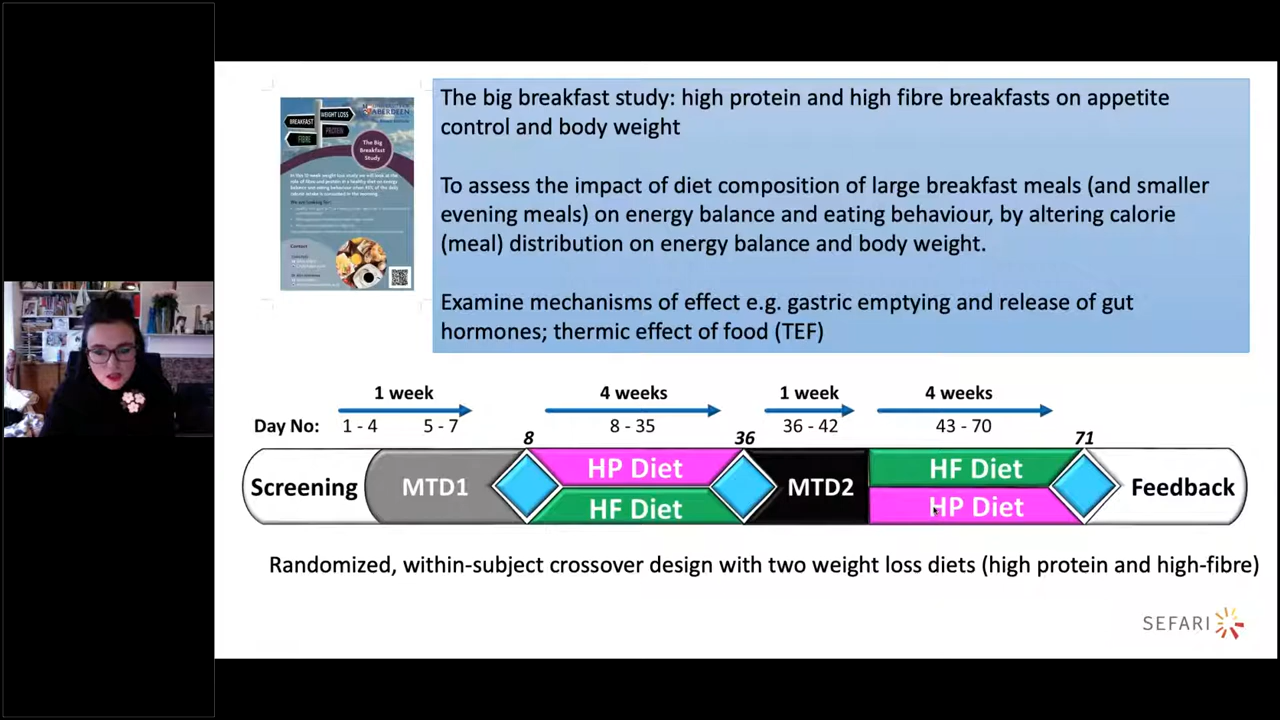 BREAKFAST
WEIGHT LOSS
FIBRE
PROTEIN
ABERDEEN
The Big
Breakfast
Study
Contact
The big breakfast study: high protein and high fibre breakfasts on appetite
control and body weight
To assess the impact of diet composition of large breakfast meals (and smaller
evening meals) on energy balance and eating behaviour, by altering calorie
(meal) distribution on energy balance and body weight.
Examine mechanisms of effect e.g. gastric emptying and release of gut
hormones; thermic effect of food (TEF)
1 week
4 weeks
1 week
4 weeks
Day No:
1 - 4
5 - 7
8
8 - 35
36
36 - 42
43 - 70
71
Screening
MTD1
HP Diet
HF Diet
MTD2
HF Diet
HP Diet
Feedback
Randomized, within-subject crossover design with two weight loss diets (high protein and high-fibre)
SEFARI